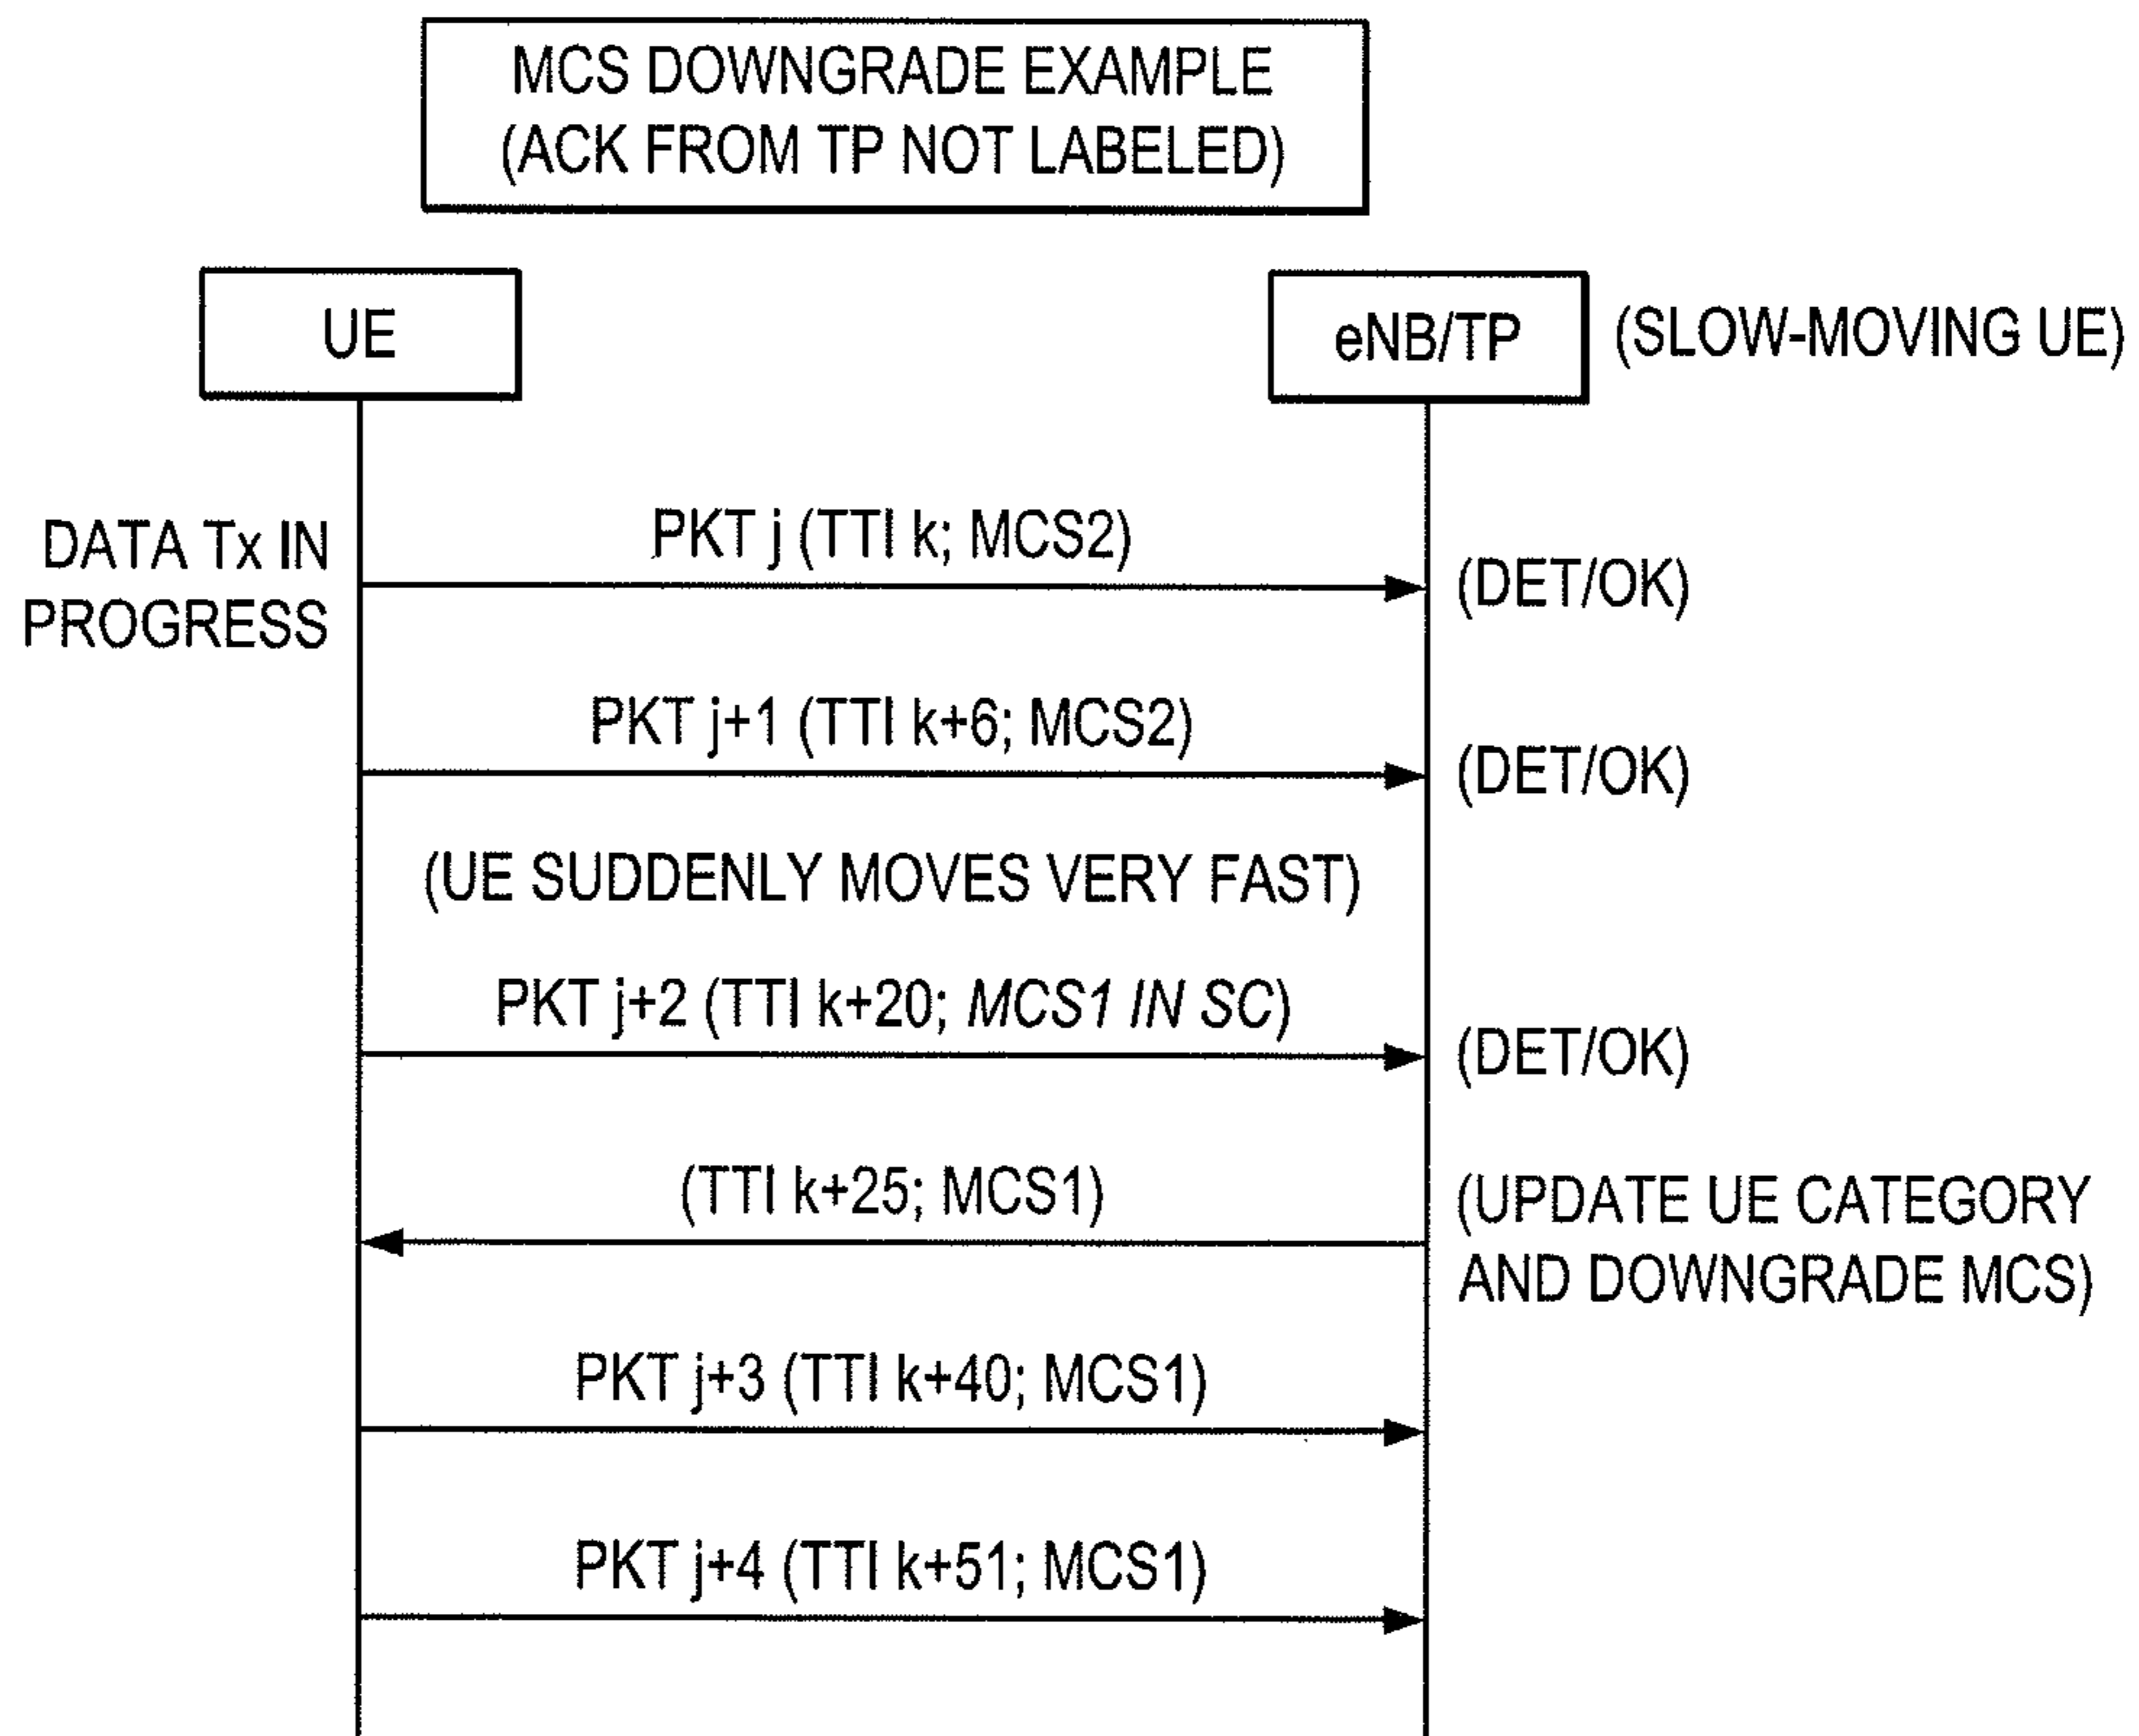 MCS DOWNGRADE EXAMPLE
(ACK FROM TP NOT LABELED)
UE
eNB/TP
(SLOW-MOVING UE)
DATA Tx IN
PROGRESS
PKT j (TTI k; MCS2)
(DET/OK)
PKT j+1 (TTI k+6; MCS2)
(DET/OK)
(UE SUDDENLY MOVES VERY FAST)
PKT j+2 (TTI k+20; MCS1 IN SC)
(DET/OK)
(TTI k+25; MCS1)
(UPDATE UE CATEGORY
AND DOWNGRADE MCS)
PKT j+3 (TTI k+40; MCS1)
PKT j+4 (TTI k+51; MCS1)